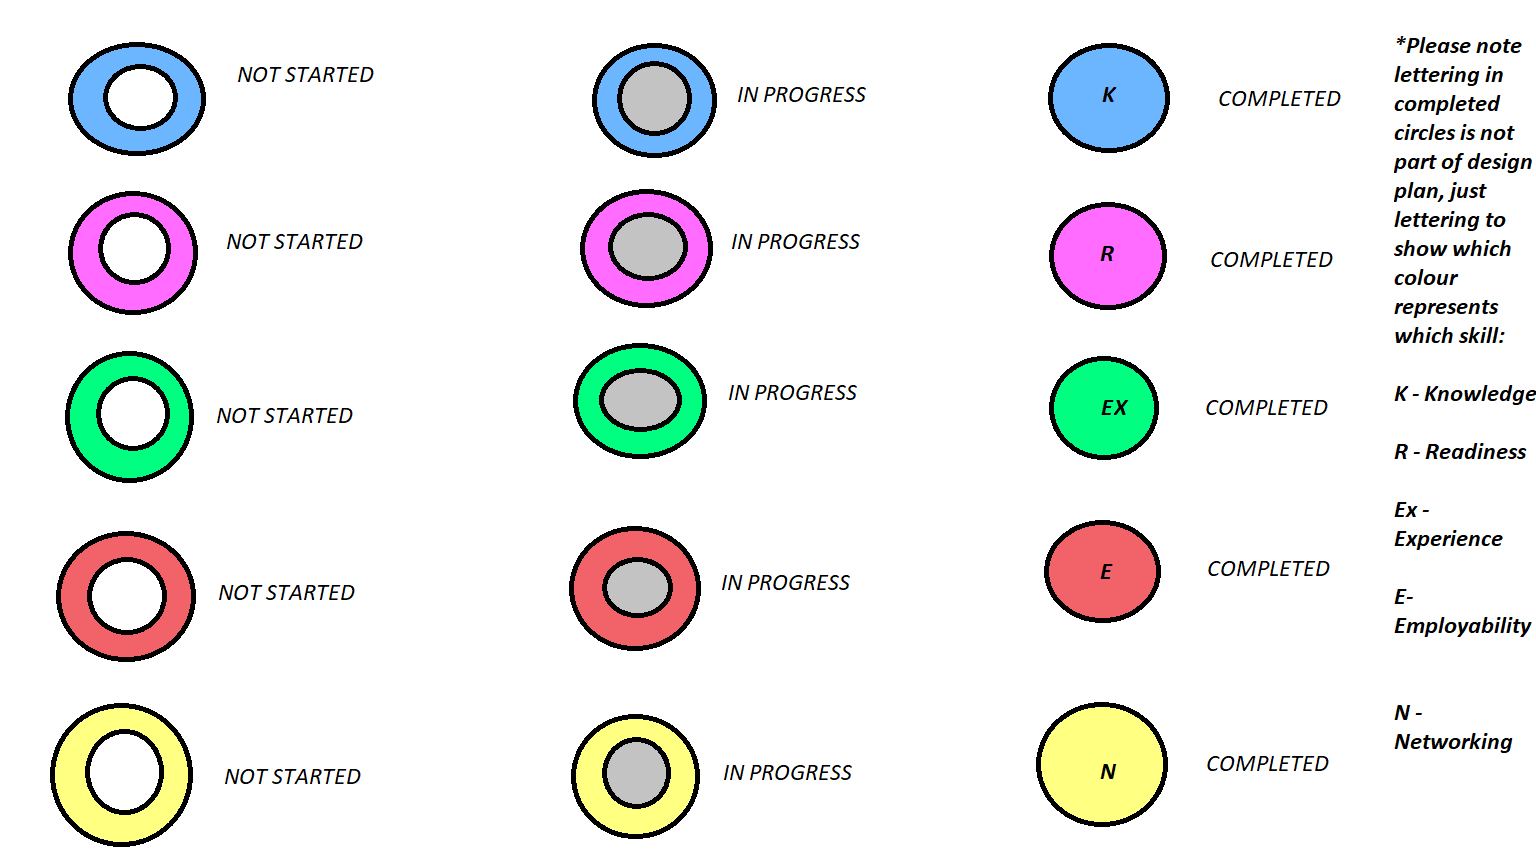 NOT STARTED
IN PROGRESS
K
COMPLETED
NOT STARTED
IN PROGRESS
R
COMPLETED
NOT STARTED
IN PROGRESS
EX
COMPLETED
NOT STARTED
IN PROGRESS
E
COMPLETED
NOT STARTED
IN PROGRESS
N
COMPLETED
*Please note
lettering in
completed
circles is not
part of design
plan, just
lettering to
show which
colour
represents
which skill:
K - Knowledge
R - Readiness
Ex -
Experience
E-
Employability
N -
Networking